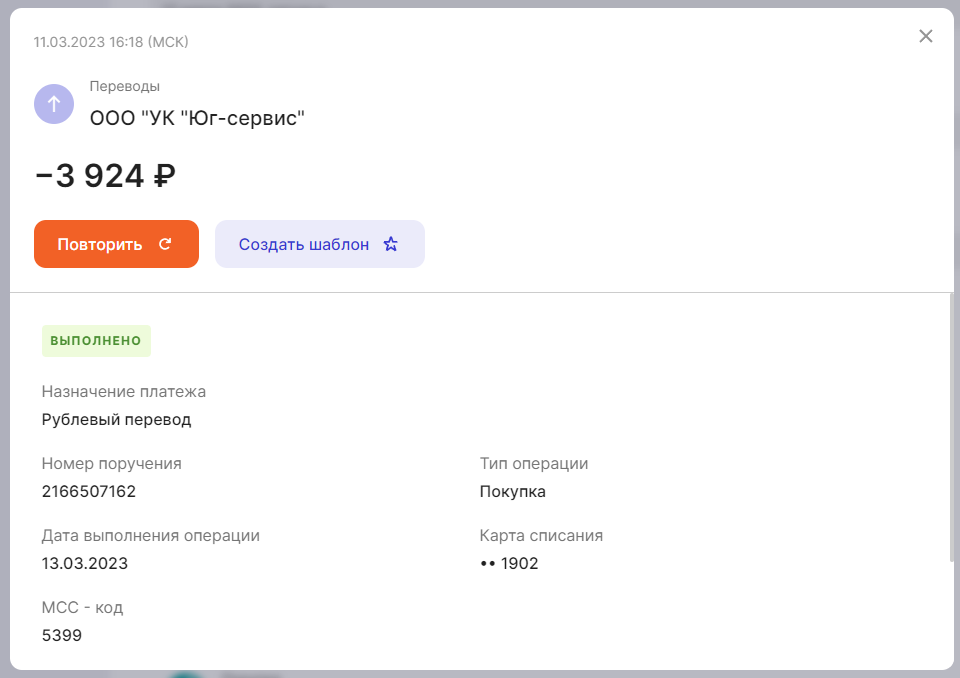 11.03.2023 16:18 (МСК)
Переводы
ООО "УК "Юг-сервис"
−3 924 ₽
Повторить
Создать шаблон
ВЫПОЛНЕНО
Назначение платежа
Рублевый перевод
Номер поручения
2166507162
Тип операции
Покупка
Дата выполнения операции
13.03.2023
Карта списания
•• 1902
МСС - код
5399